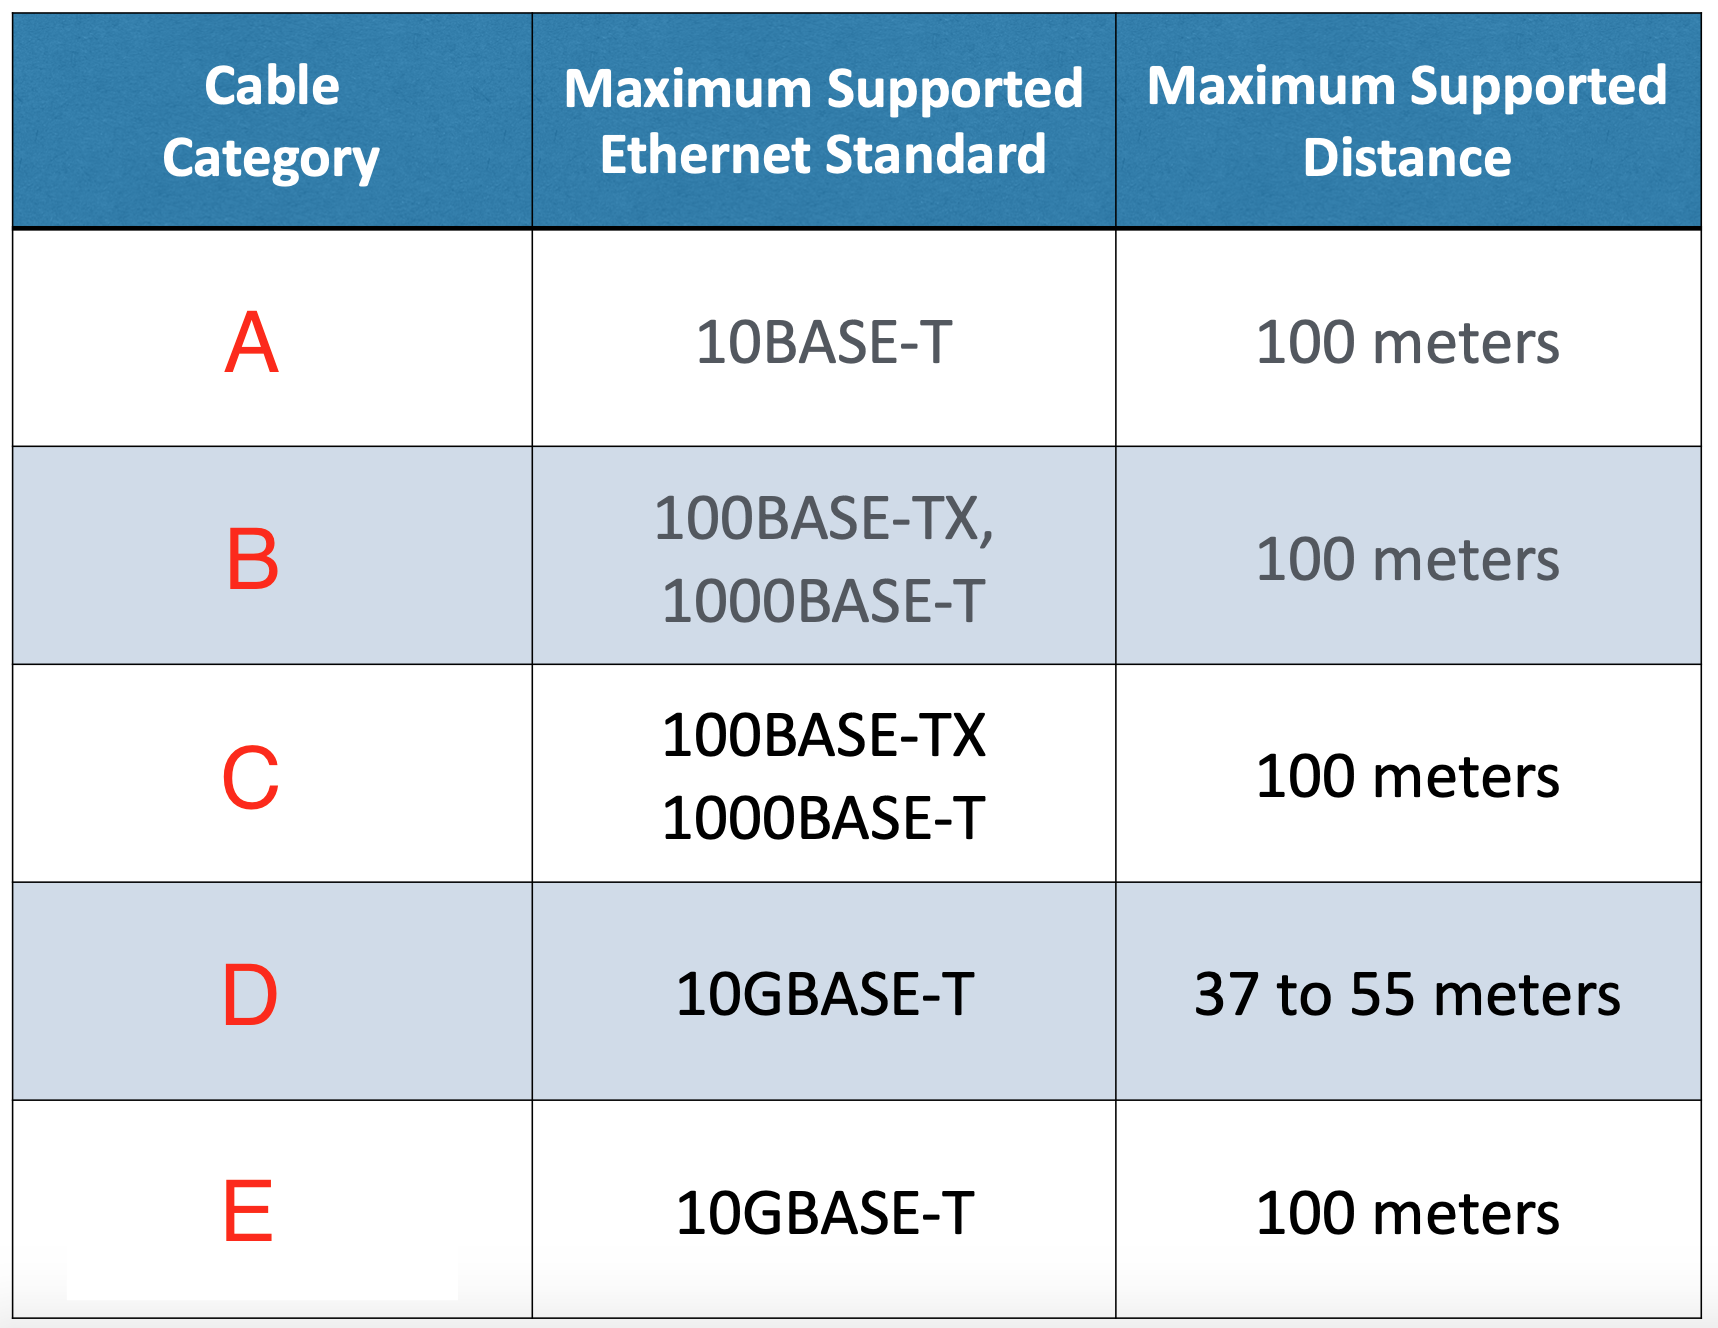 Cable
Category
Maximum Supported
Ethernet Standard
Maximum Supported
Distance
A
10BASE-T
100 meters
B
100BASE-TX,
1000BASE-T
100 meters
C
100BASE-TX
1000BASE-T
100 meters
D
10GBASE-T
37 to 55 meters
E
10GBASE-T
100 meters